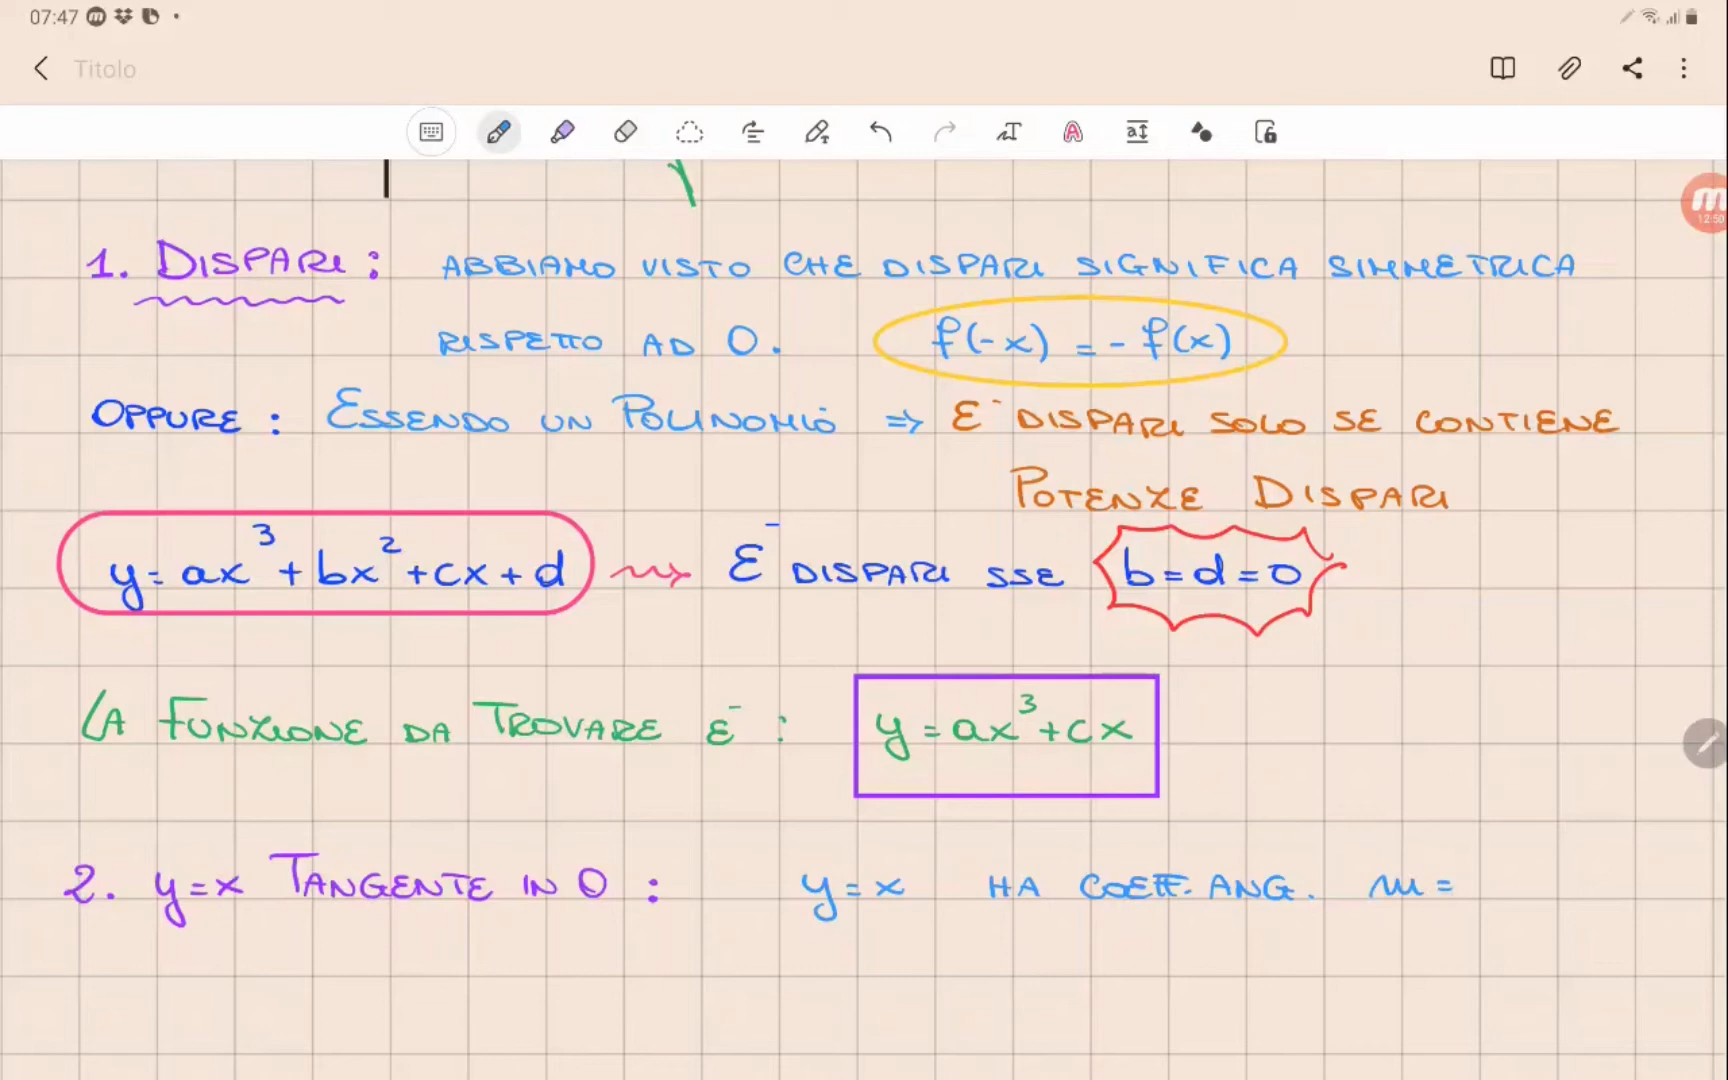 07:47
Titolo
12:50
1. DISPARI: ABBIAMO VISTO CHE DISPARI SIGNIFICA SIMMETRICA
RISPETTO AD O. f(-x) = - f(x)
OPPURE: ESSENDO UN POLINOMIO ⇒ E- DISPARI SOLO SE CONTIENE
POTENZE DISPARI
y = ax³ + bx² + cx + d ⇝ E- DISPARI SSE b = d = 0
LA FUNZIONE DA TROVARE E- : y = ax³ + cx
2. y = x TANGENTE IN O : y = x HA COEFF. ANG. m =